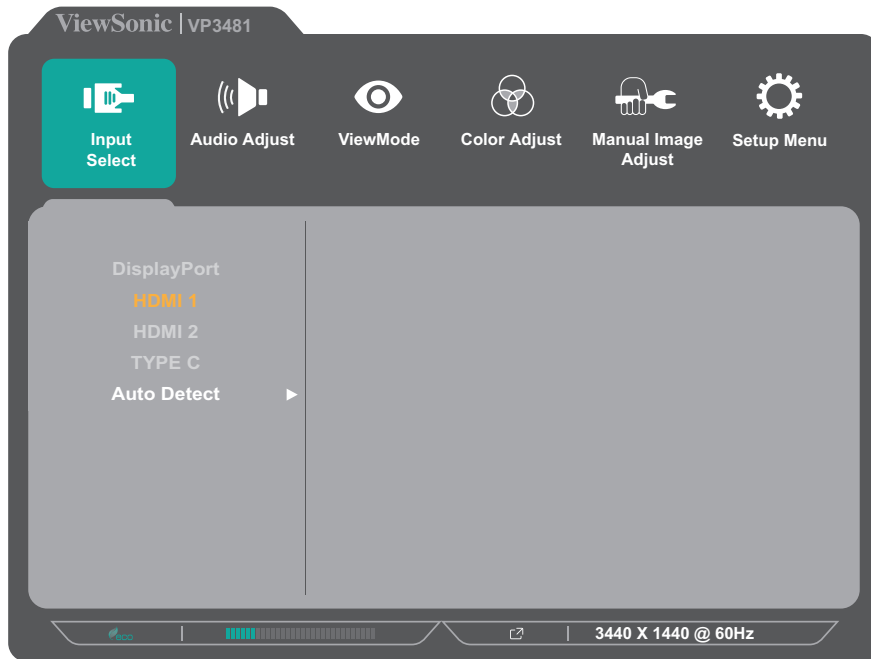 ViewSonic | VP3481
Input
Select
Audio Adjust
ViewMode
Color Adjust
Manual Image
Adjust
Setup Menu
DisplayPort
HDMI 1
HDMI 2
TYPE C
Auto Detect
eco
3440 X 1440 @ 60Hz